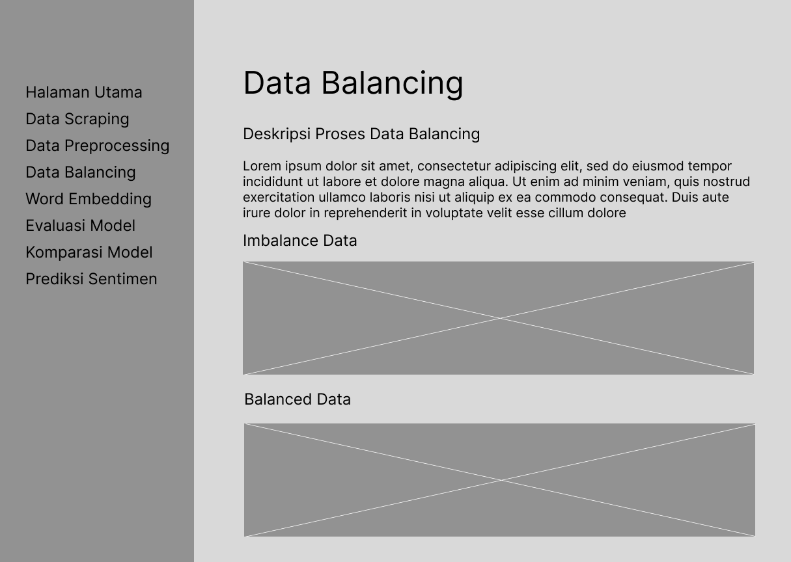 Halaman Utama
Data Scraping
Data Preprocessing
Data Balancing
Word Embedding
Evaluasi Model
Komparasi Model
Prediksi Sentimen
Data Balancing
Deskripsi Proses Data Balancing
Lorem ipsum dolor sit amet, consectetur adipiscing elit, sed do eiusmod tempor
incididunt ut labore et dolore magna aliqua. Ut enim ad minim veniam, quis nostrud
exercitation ullamco laboris nisi ut aliquip ex ea commodo consequat. Duis aute
irure dolor in reprehenderit in voluptate velit esse cillum dolore
Imbalance Data
Balanced Data